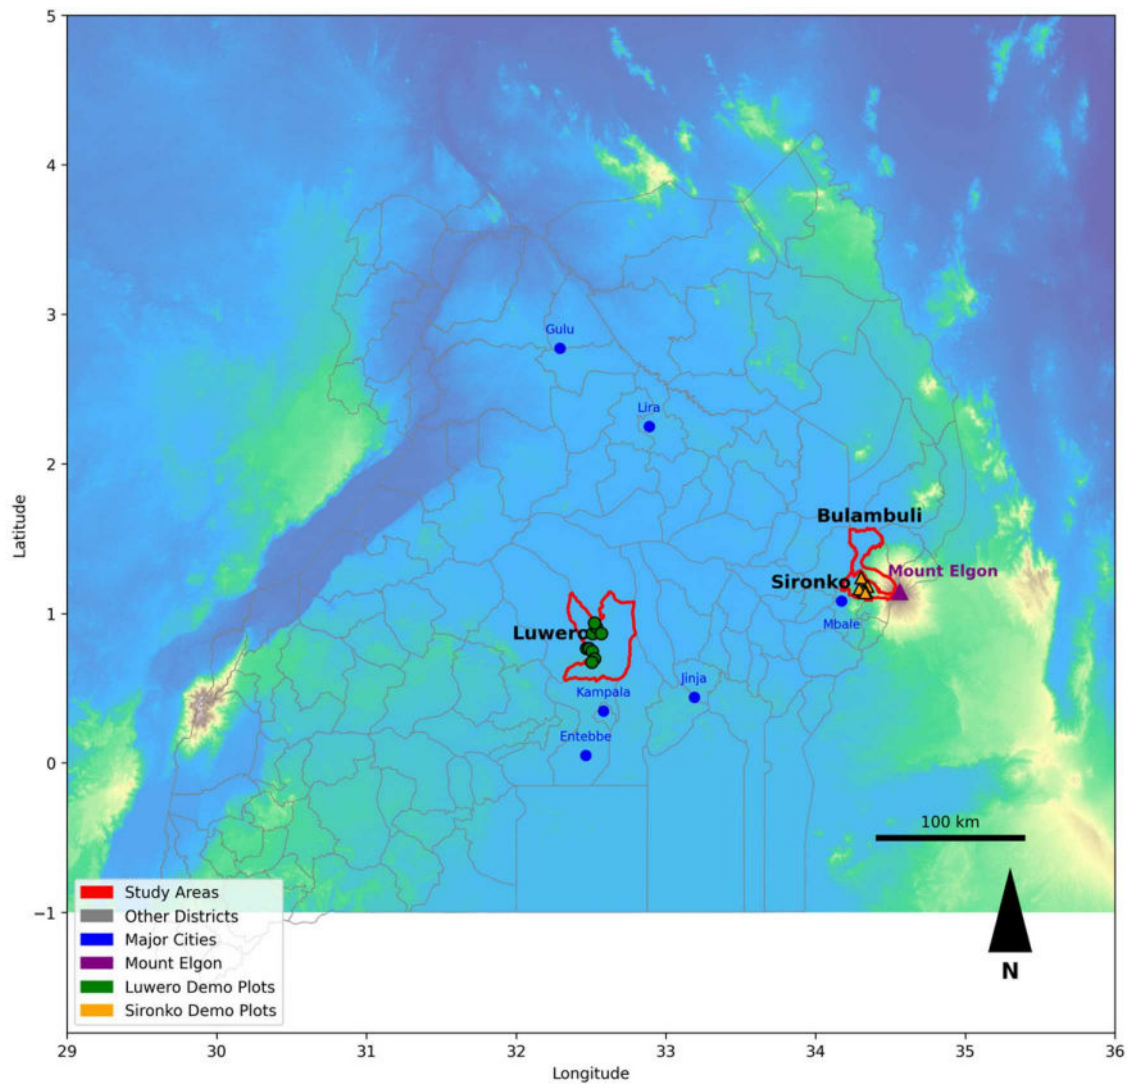 5
4
3
2
1
0
−1
Latitude
Gulu
Lira
Bulambuli
Sironko
Mount Elgon
Mbale
Luwero
Kampala
Jinja
Entebbe
100 km
N
Study Areas
Other Districts
Major Cities
Mount Elgon
Luwero Demo Plots
Sironko Demo Plots
29 30 31 32 33 34 35 36
Longitude